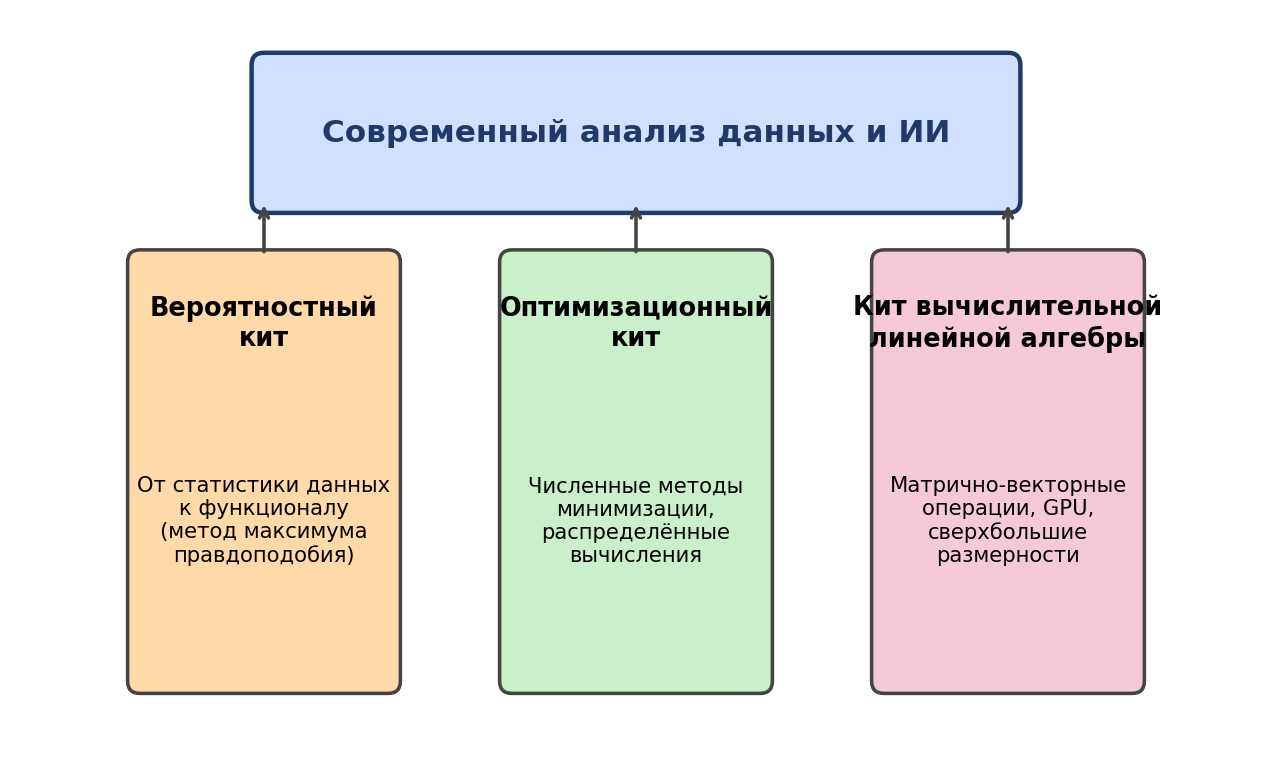 Современный анализ данных и ИИ
Вероятностный
кит
От статистики данных
к функционалу
(метод максимума
правдоподобия)
Оптимизационный
кит
Численные методы
минимизации,
распределённые
вычисления
Кит вычислительной
линейной алгебры
Матрично-векторные
операции, GPU,
сверхбольшие
размерности